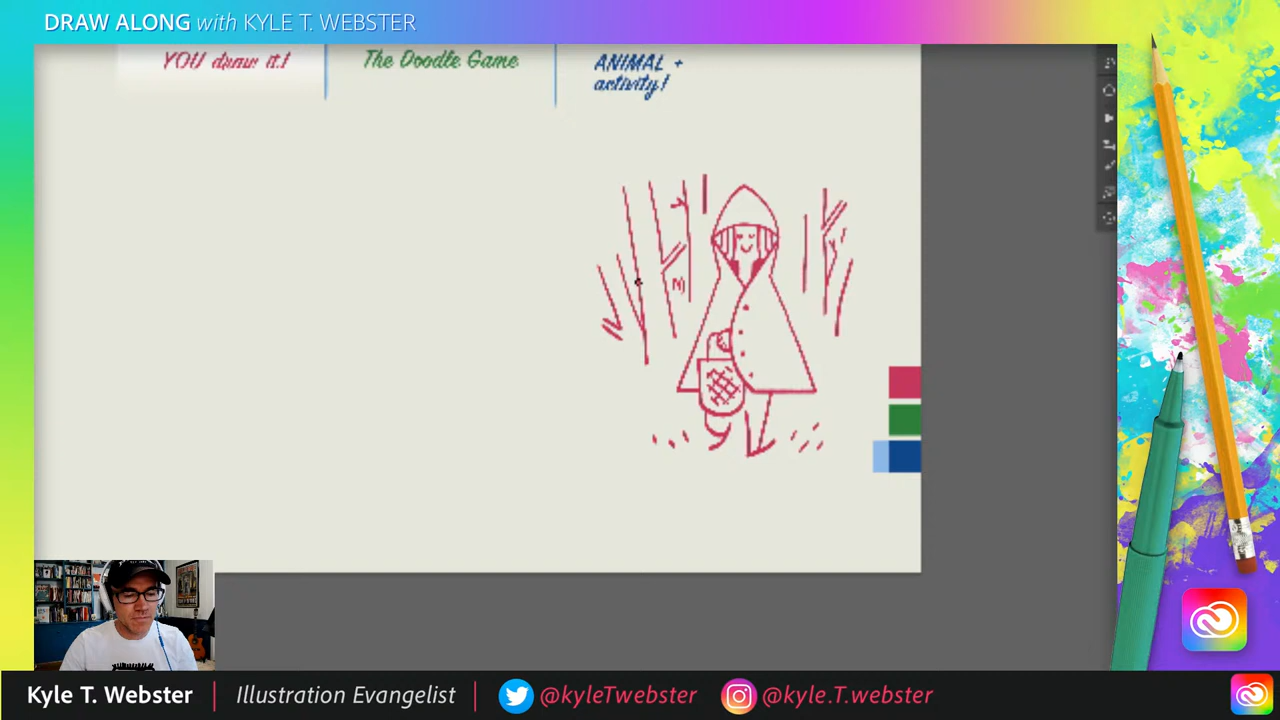 DRAW ALONG with KYLE T. WEBSTER
YOU draw it!
The Doodle Game
ANIMAL +
activity!
Kyle T. Webster | Illustration Evangelist | @kyleTwebster @kyle.T.webster